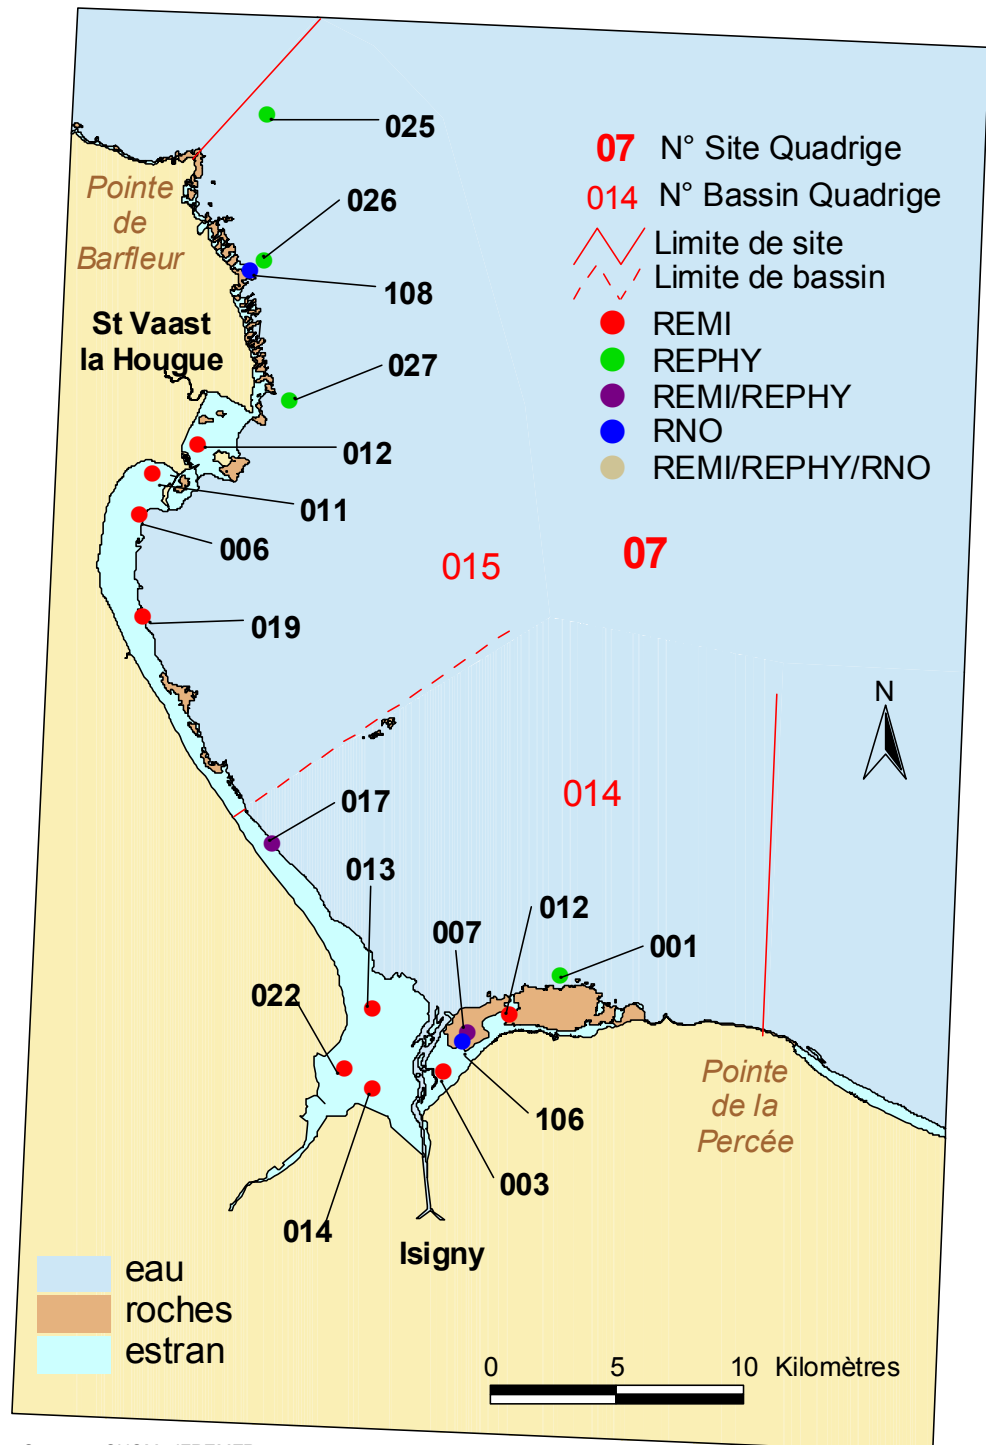 025
07 N° Site Quadrige
Pointe
de
Barfleur
026
014 N° Bassin Quadrige
Limite de site
Limite de bassin
108
St Vaast
la Hougue
REMI
REPHY
027
REMI/REPHY
RNO
012
REMI/REPHY/RNO
011
006
015
07
019
N
014
017
013
012
007
001
022
Pointe
de la
Percée
106
003
014
Isigny
eau
roches
estran
0 5 10 Kilomètres